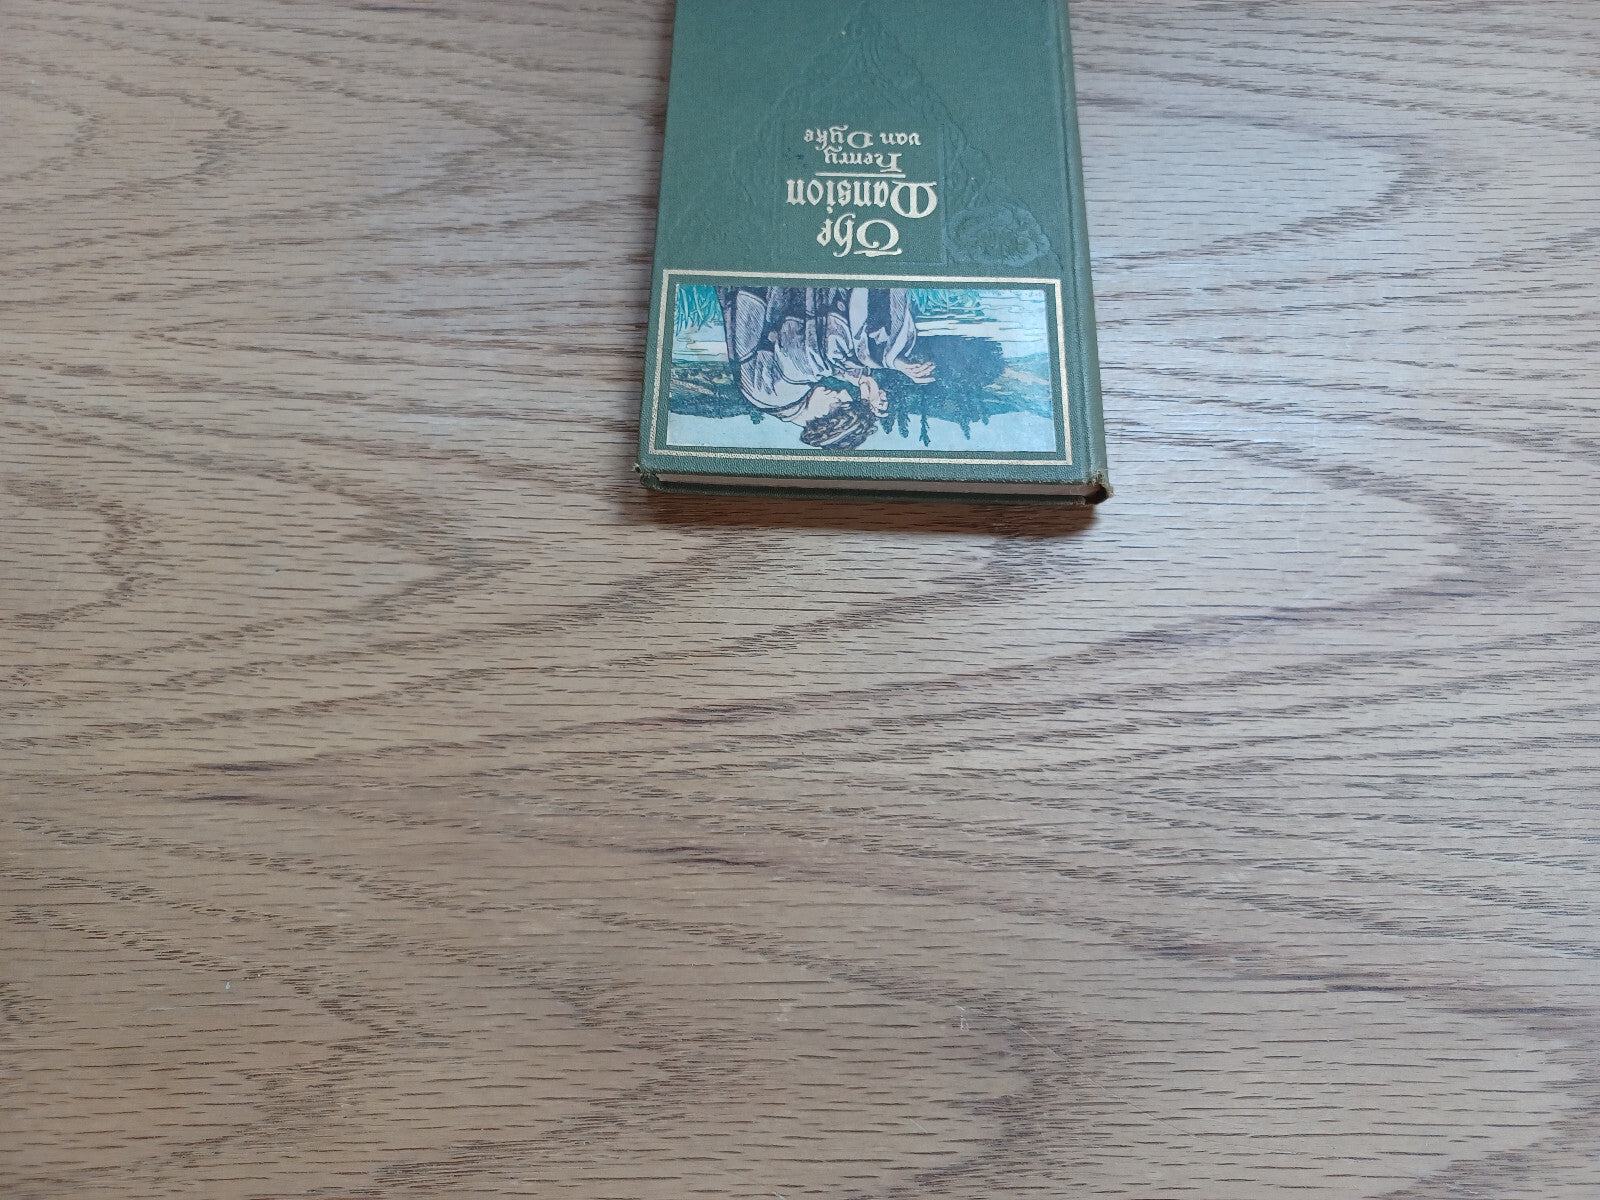 The
Mansion
Henry
van Dyke